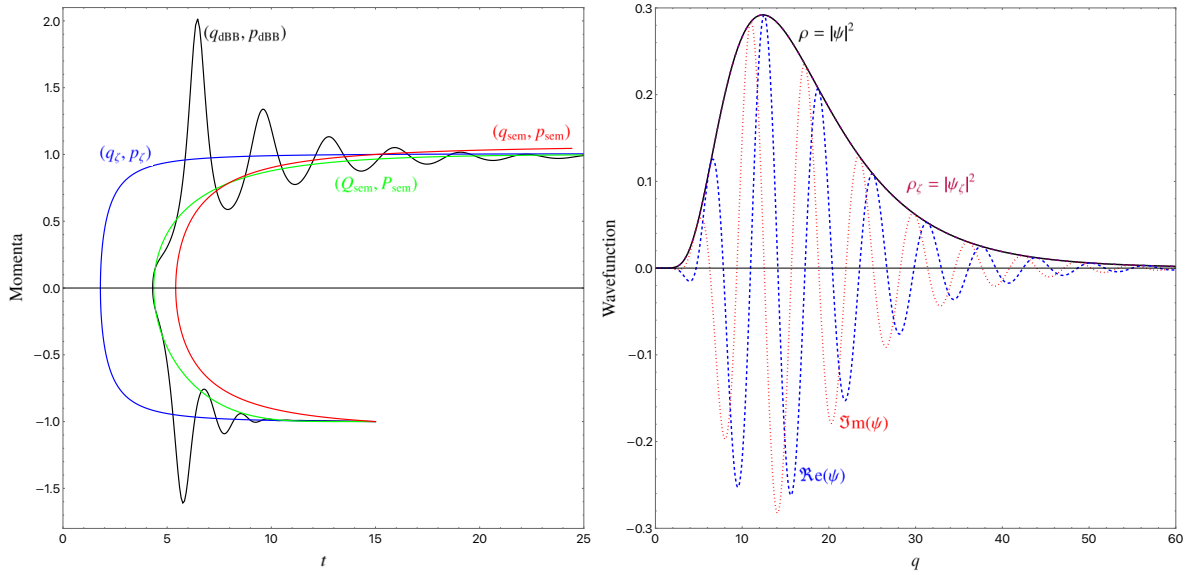 2.0
(q_dBB, p_dBB)
1.5
(q_sem, p_sem)
(q_ζ, p_ζ)
1.0
(Q_sem, P_sem)
0.5
Momenta
0.0
−0.5
−1.0
−1.5
0 5 10 15 20 25
t
0.3
ρ = |ψ|²
0.2
ρ_ζ = |ψ_ζ|²
0.1
Wavefunction
0.0
−0.1
ℑm(ψ)
−0.2
ℜe(ψ)
−0.3
0 10 20 30 40 50 60
q